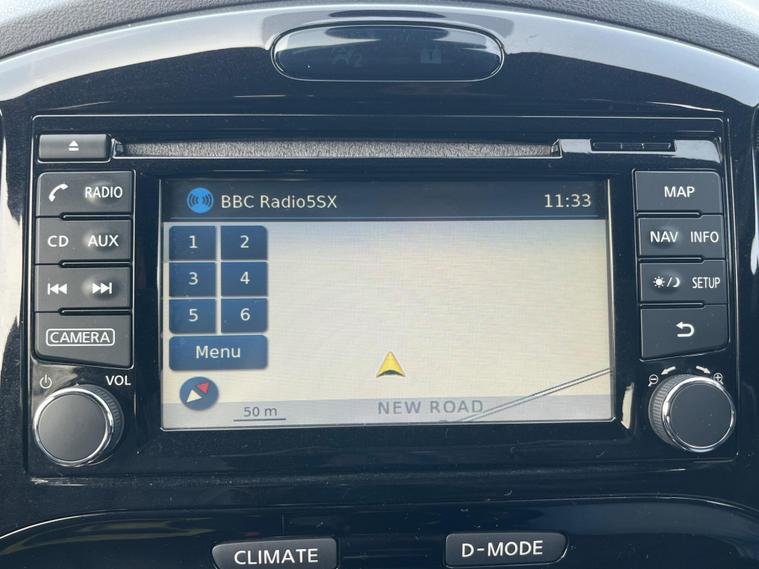 RADIO
CD AUX
CAMERA
VOL
BBC Radio5SX 11:33
1 2
3 4
5 6
Menu
50 m
NEW ROAD
MAP
NAV INFO
SETUP
CLIMATE
D-MODE